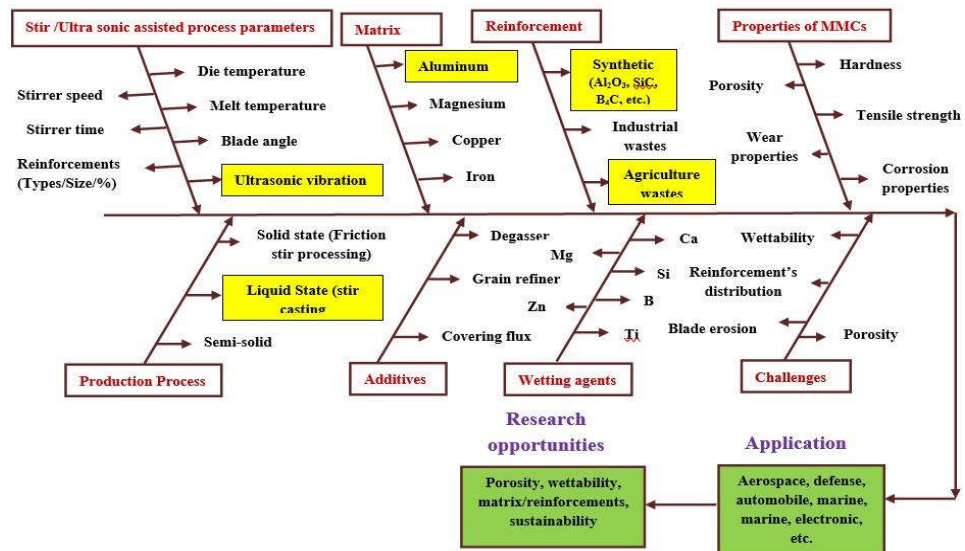 Stir /Ultra sonic assisted process parameters
Matrix
Reinforcement
Properties of MMCs
Die temperature
Stirrer speed
Melt temperature
Stirrer time
Blade angle
Reinforcements
(Types/Size/%)
Ultrasonic vibration
Aluminum
Magnesium
Copper
Iron
Synthetic
(Al₂O₃, SiC,
B₄C, etc.)
Industrial
wastes
Agriculture
wastes
Hardness
Porosity
Tensile strength
Wear
properties
Corrosion
properties
Solid state (Friction
stir processing)
Liquid State (stir
casting
Semi-solid
Production Process
Degasser
Grain refiner
Covering flux
Additives
Ca
Mg
Si
B
Zn
Ti
Wetting agents
Wettability
Reinforcement's
distribution
Blade erosion
Porosity
Challenges
Research
opportunities
Application
Porosity, wettability,
matrix/reinforcements,
sustainability
Aerospace, defense,
automobile, marine,
marine, electronic,
etc.